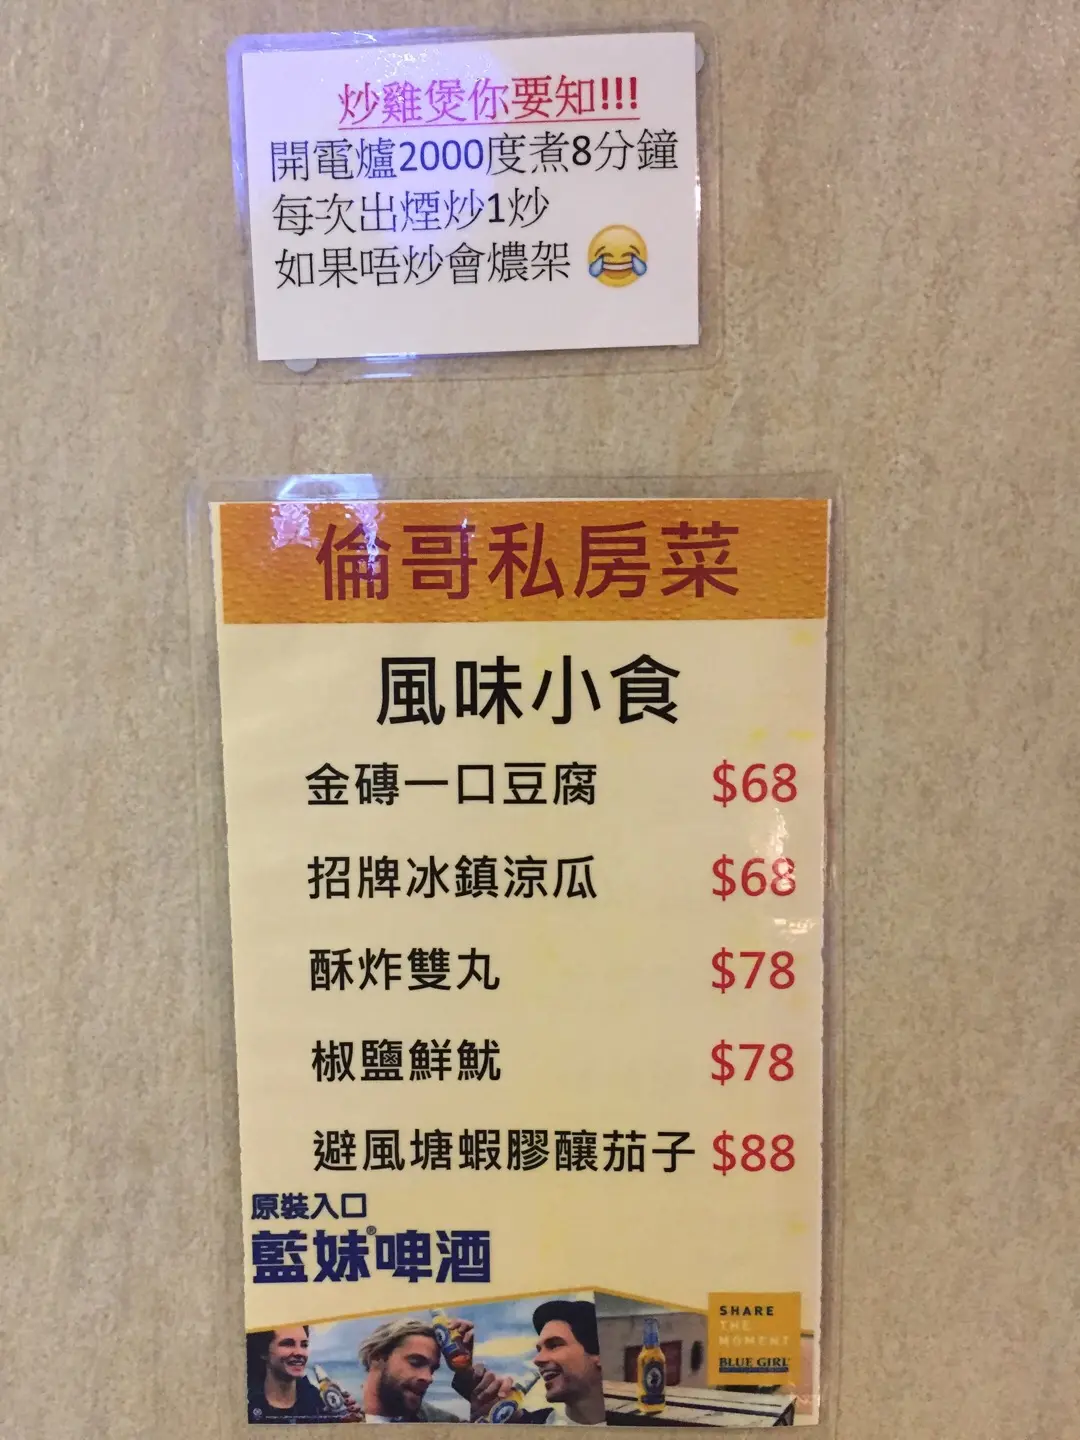 炒雞煲你要知!!!
開電爐2000度煮8分鐘
每次出煙炒1炒
如果唔炒會燶架 😂
倫哥私房菜
風味小食
金磚一口豆腐 $68
招牌冰鎮涼瓜 $68
酥炸雙丸 $78
椒鹽鮮魷 $78
避風塘蝦膠釀茄子 $88
原裝入口
藍妹®啤酒
SHARE
THE
MOMENT
BLUE GIRL